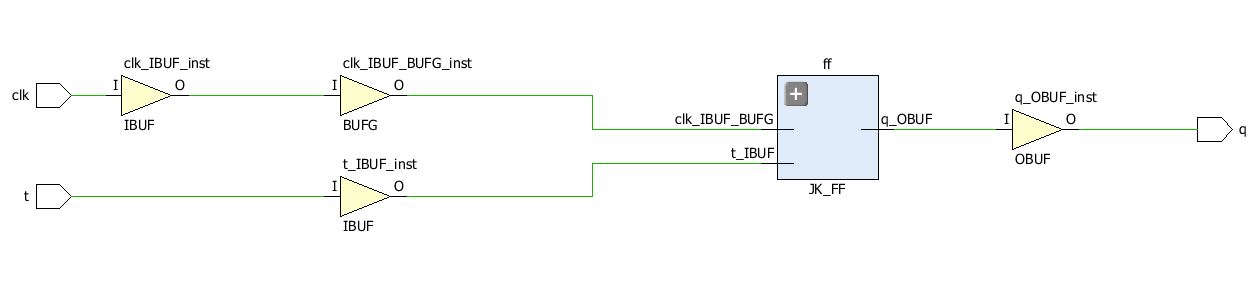 clk
clk_IBUF_inst
I
O
IBUF
clk_IBUF_BUFG_inst
I
O
BUFG
t
t_IBUF_inst
I
O
IBUF
ff
+
clk_IBUF_BUFG
t_IBUF
q_OBUF
JK_FF
q_OBUF_inst
I
O
OBUF
q